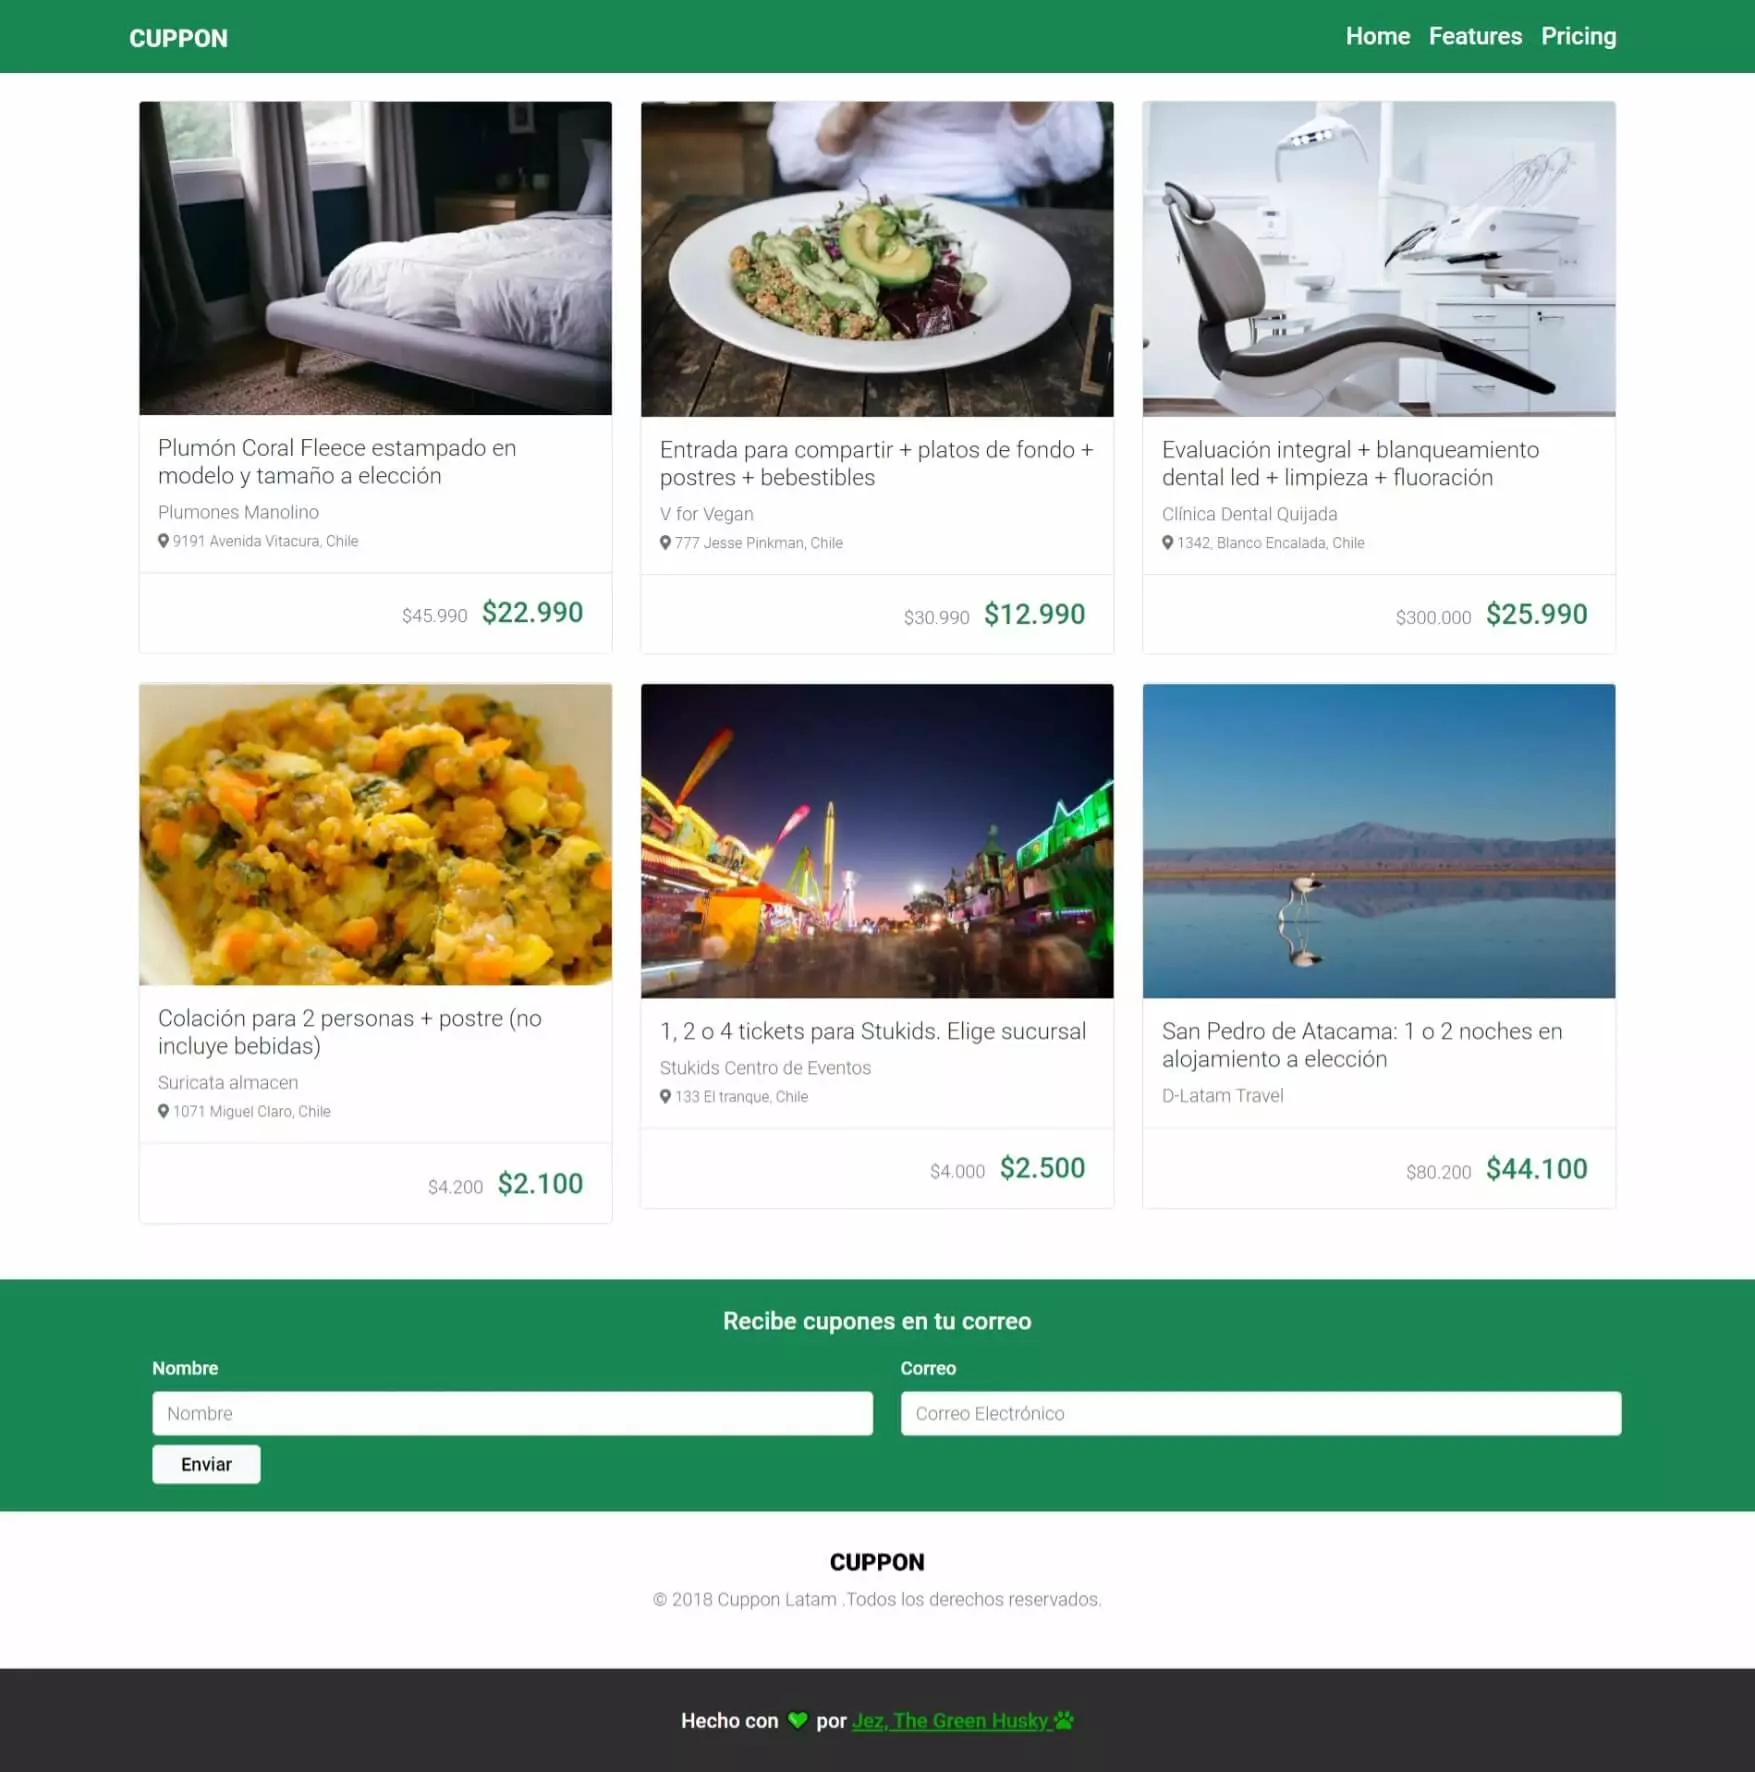 CUPPON
Home Features Pricing
Plumón Coral Fleece estampado en
modelo y tamaño a elección
Plumones Manolino
9191 Avenida Vitacura, Chile
$45.990 $22.990
Entrada para compartir + platos de fondo +
postres + bebestibles
V for Vegan
777 Jesse Pinkman, Chile
$30.990 $12.990
Evaluación integral + blanqueamiento
dental led + limpieza + fluoración
Clínica Dental Quijada
1342, Blanco Encalada, Chile
$300.000 $25.990
Colación para 2 personas + postre (no
incluye bebidas)
Suricata almacen
1071 Miguel Claro, Chile
$4.200 $2.100
1, 2 o 4 tickets para Stukids. Elige sucursal
Stukids Centro de Eventos
133 El tranque, Chile
$4.000 $2.500
San Pedro de Atacama: 1 o 2 noches en
alojamiento a elección
D-Latam Travel
$80.200 $44.100
Recibe cupones en tu correo
Nombre
Nombre
Correo
Correo Electrónico
Enviar
CUPPON
© 2018 Cuppon Latam .Todos los derechos reservados.
Hecho con 💚 por Jez, The Green Husky